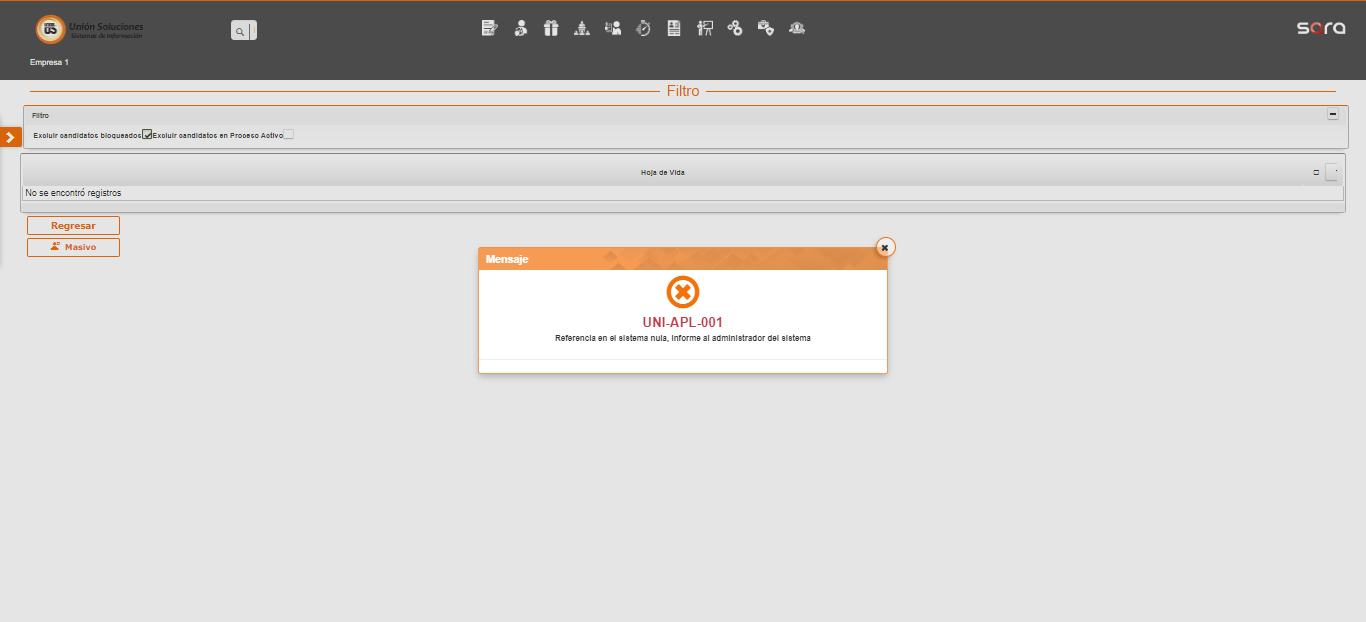 Unión Soluciones
Sistemas de Información
sora
Empresa 1
Filtro
Filtro
Excluir candidatos bloqueados Excluir candidatos en Proceso Activo
Hoja de Vida
No se encontró registros
Regresar
Masivo
Mensaje
UNI-APL-001
Referencia en el sistema nula, informe al administrador del sistema